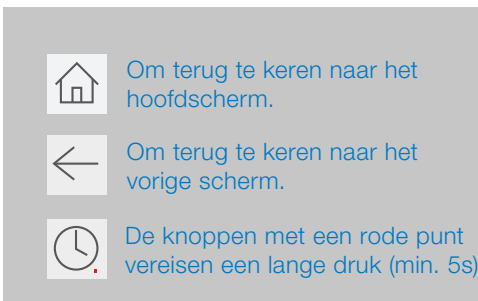 Om terug te keren naar het
hoofdscherm.
Om terug te keren naar het
vorige scherm.
De knoppen met een rode punt
vereisen een lange druk (min. 5s)